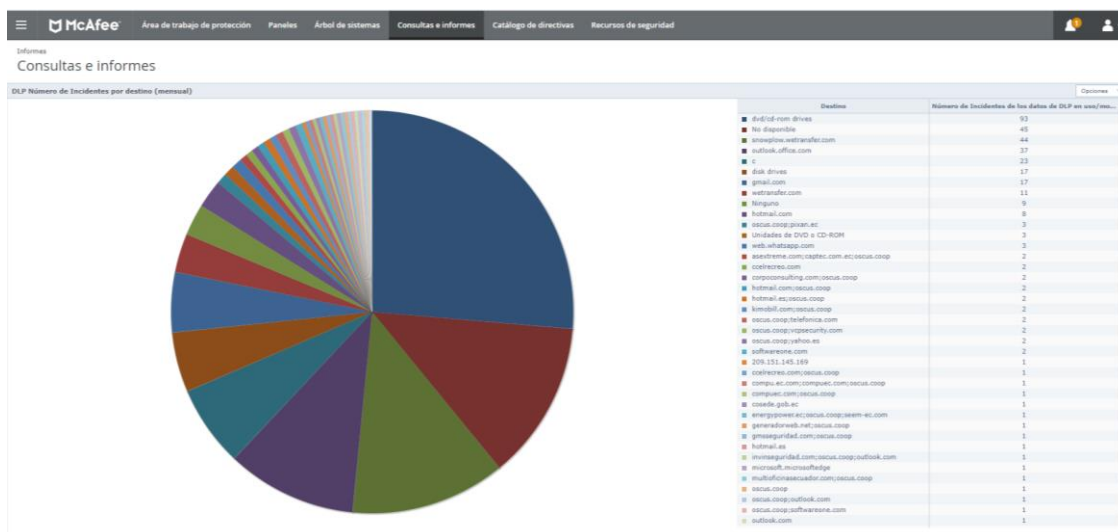 McAfee Área de trabajo de protección Paneles Árbol de sistemas Consultas e informes Catálogo de directivas Recursos de seguridad
Informes
Consultas e informes
DLP Número de Incidentes por destino (mensual) Opciones
Destino Número de Incidentes de los datos de DLP en uso/mo...
dvd/cd-rom drives 93
No disponible 45
snowplow.wetransfer.com 44
outlook.office.com 37
c 23
disk drives 17
gmail.com 17
wetransfer.com 11
Ninguno 9
hotmail.com 8
oscus.coop;pixan.ec 3
Unidades de DVD o CD-ROM 3
web.whatsapp.com 3
asextreme.com;captec.com.ec;oscus.coop 2
ccelrecreo.com 2
corpoconsulting.com;oscus.coop 2
hotmail.com;oscus.coop 2
hotmail.es;oscus.coop 2
kimobill.com;oscus.coop 2
oscus.coop;telefonica.com 2
oscus.coop;vcpsecurity.com 2
oscus.coop;yahoo.es 2
softwareone.com 2
209.151.145.169 1
ccelrecreo.com;oscus.coop 1
compu.ec.com;compuec.com;oscus.coop 1
compuec.com;oscus.coop 1
cosede.gob.ec 1
energypower.ec;oscus.coop;seem-ec.com 1
generadorweb.net;oscus.coop 1
gmsseguridad.com;oscus.coop 1
hotmail.es 1
invinseguridad.com;oscus.coop;outlook.com 1
microsoft.microsoftedge 1
multioficinasecuador.com;oscus.coop 1
oscus.coop 1
oscus.coop;outlook.com 1
oscus.coop;softwareone.com 1
outlook.com 1